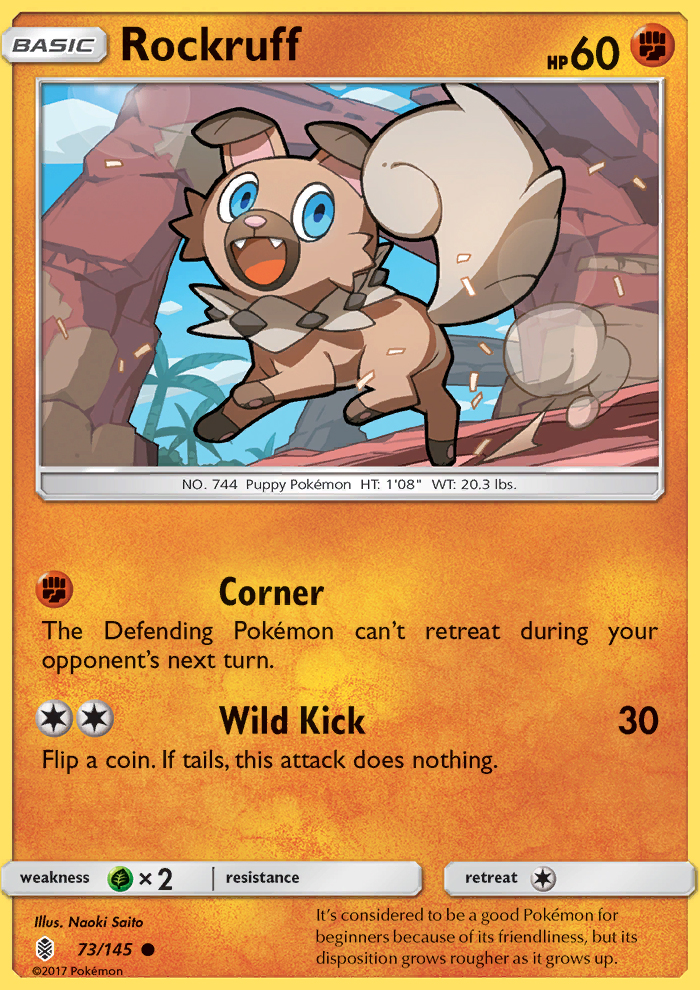 BASIC Rockruff HP60
NO. 744 Puppy Pokémon HT: 1'08" WT: 20.3 lbs.
Corner
The Defending Pokémon can't retreat during your
opponent's next turn.
Wild Kick 30
Flip a coin. If tails, this attack does nothing.
weakness ×2 resistance retreat
Illus. Naoki Saito
73/145
©2017 Pokémon
It's considered to be a good Pokémon for
beginners because of its friendliness, but its
disposition grows rougher as it grows up.